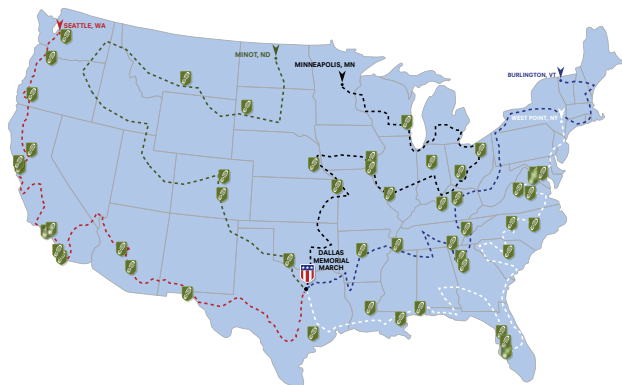 SEATTLE, WA
MINOT, ND
MINNEAPOLIS, MN
BURLINGTON, VT
WEST POINT, NY
DALLAS
MEMORIAL
MARCH